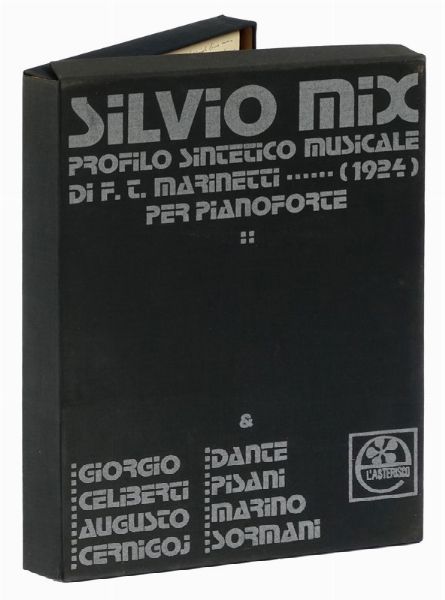 SILVIO MIX
PROFILO SINTETICO MUSICALE
DI F. T. MARINETTI ······ (1924)
PER PIANOFORTE
&
GIORGIO
CELIBERTI
AUGUSTO
CERNIGOJ
DANTE
PISANI
MARINO
SORMANI
L'ASTERISCO